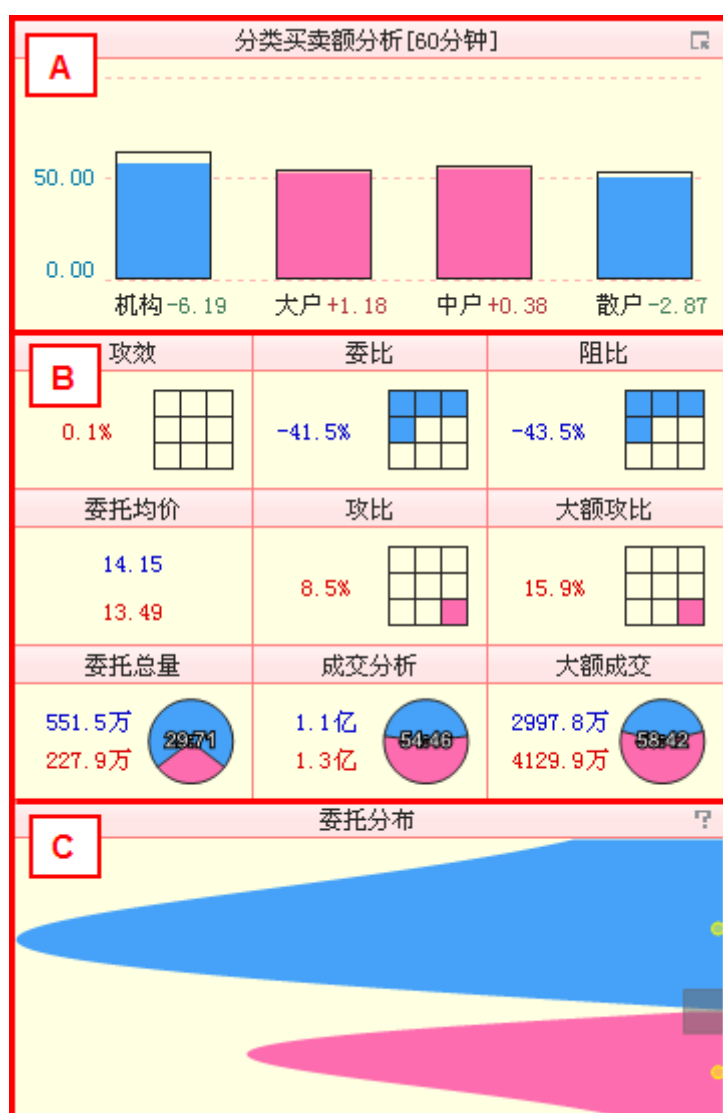 分类买卖额分析[60分钟]
A
50.00
0.00
机构-6.19 大户+1.18 中户+0.38 散户-2.87
B
攻效 委比 阻比
0.1% -41.5% -43.5%
委托均价 攻比 大额攻比
14.15
13.49
8.5% 15.9%
委托总量 成交分析 大额成交
551.5万 29:71 1.1亿 54:46 2997.8万 58:42
227.9万 1.3亿 4129.9万
C
委托分布 ?